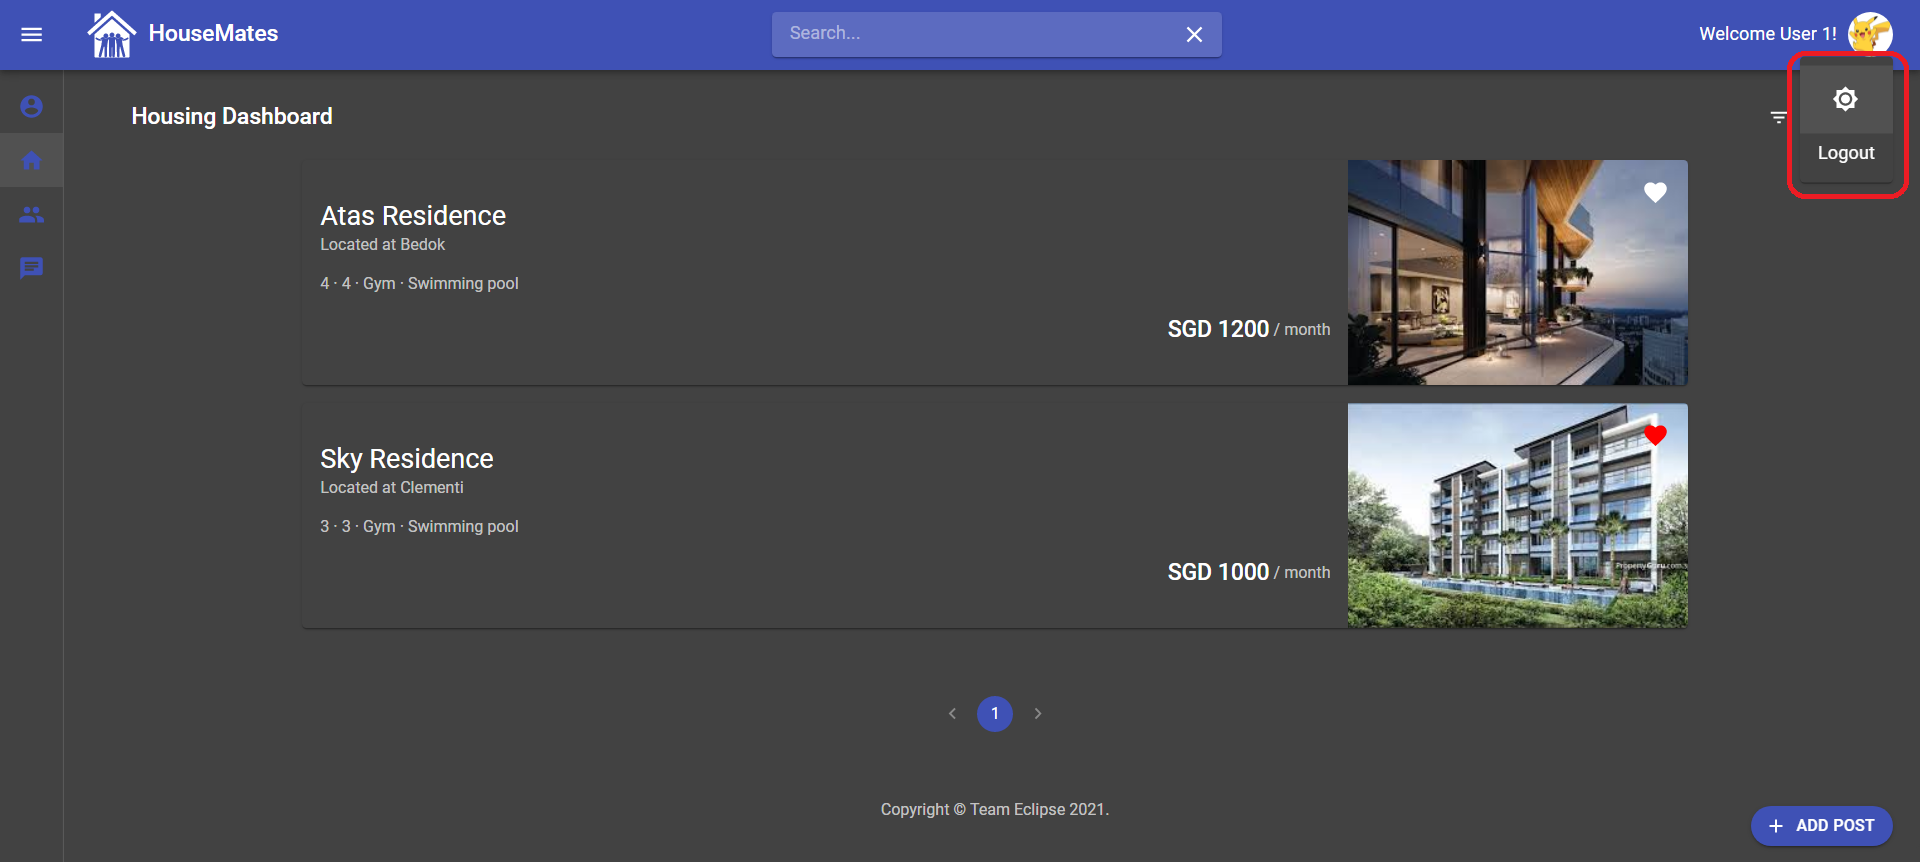 HouseMates
Search...
Welcome User 1!
Logout
Housing Dashboard
Atas Residence
Located at Bedok
4 · 4 · Gym · Swimming pool
SGD 1200 / month
Sky Residence
Located at Clementi
3 · 3 · Gym · Swimming pool
SGD 1000 / month
PropertyGuru.com.s
1
Copyright © Team Eclipse 2021.
ADD POST